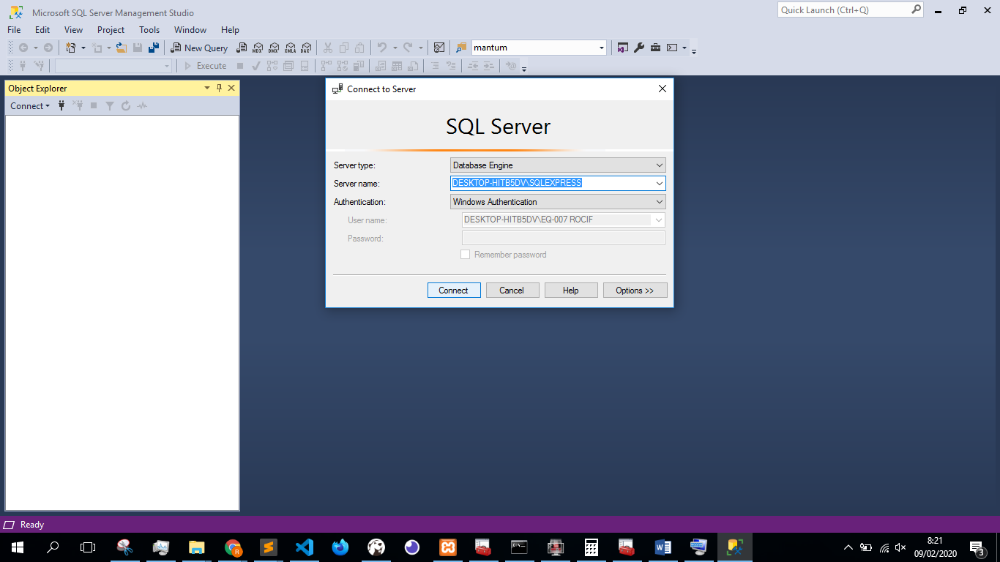 Microsoft SQL Server Management Studio
Quick Launch (Ctrl+Q)
File Edit View Project Tools Window Help
New Query MDX DMX XMLA DAX mantum
Execute
Object Explorer
Connect
Connect to Server
SQL Server
Server type: Database Engine
Server name: DESKTOP-HITB5DV\SQLEXPRESS
Authentication: Windows Authentication
User name: DESKTOP-HITB5DV\EQ-007 ROCIF
Password:
Remember password
Connect Cancel Help Options >>
Ready
8:21
09/02/2020
3